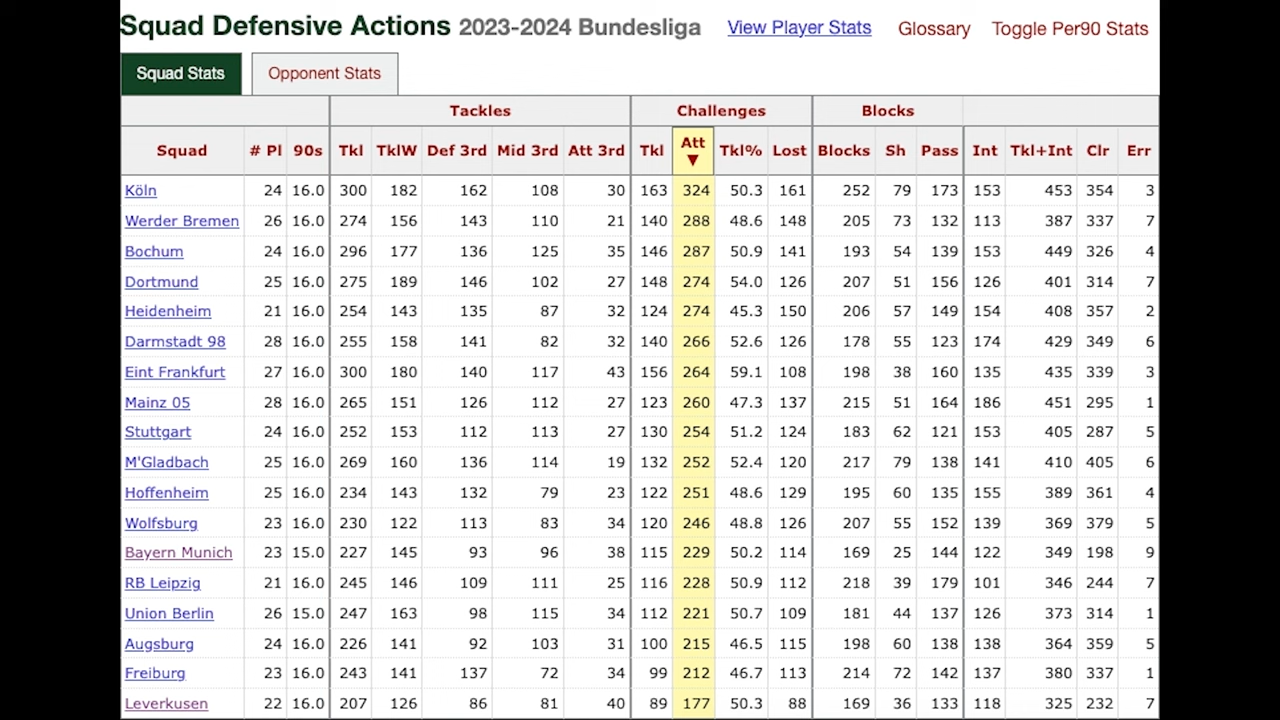 Squad Defensive Actions 2023-2024 Bundesliga View Player Stats Glossary Toggle Per90 Stats
Squad Stats Opponent Stats
Tackles Challenges Blocks
Squad # Pl 90s Tkl TklW Def 3rd Mid 3rd Att 3rd Tkl Att ▼ Tkl% Lost Blocks Sh Pass Int Tkl+Int Clr Err
Köln 24 16.0 300 182 162 108 30 163 324 50.3 161 252 79 173 153 453 354 3
Werder Bremen 26 16.0 274 156 143 110 21 140 288 48.6 148 205 73 132 113 387 337 7
Bochum 24 16.0 296 177 136 125 35 146 287 50.9 141 193 54 139 153 449 326 4
Dortmund 25 16.0 275 189 146 102 27 148 274 54.0 126 207 51 156 126 401 314 7
Heidenheim 21 16.0 254 143 135 87 32 124 274 45.3 150 206 57 149 154 408 357 2
Darmstadt 98 28 16.0 255 158 141 82 32 140 266 52.6 126 178 55 123 174 429 349 6
Eint Frankfurt 27 16.0 300 180 140 117 43 156 264 59.1 108 198 38 160 135 435 339 3
Mainz 05 28 16.0 265 151 126 112 27 123 260 47.3 137 215 51 164 186 451 295 1
Stuttgart 24 16.0 252 153 112 113 27 130 254 51.2 124 183 62 121 153 405 287 5
M'Gladbach 25 16.0 269 160 136 114 19 132 252 52.4 120 217 79 138 141 410 405 6
Hoffenheim 25 16.0 234 143 132 79 23 122 251 48.6 129 195 60 135 155 389 361 4
Wolfsburg 23 16.0 230 122 113 83 34 120 246 48.8 126 207 55 152 139 369 379 5
Bayern Munich 23 15.0 227 145 93 96 38 115 229 50.2 114 169 25 144 122 349 198 9
RB Leipzig 21 16.0 245 146 109 111 25 116 228 50.9 112 218 39 179 101 346 244 7
Union Berlin 26 15.0 247 163 98 115 34 112 221 50.7 109 181 44 137 126 373 314 1
Augsburg 24 16.0 226 141 92 103 31 100 215 46.5 115 198 60 138 138 364 359 5
Freiburg 23 16.0 243 141 137 72 34 99 212 46.7 113 214 72 142 137 380 337 1
Leverkusen 22 16.0 207 126 86 81 40 89 177 50.3 88 169 36 133 118 325 232 7